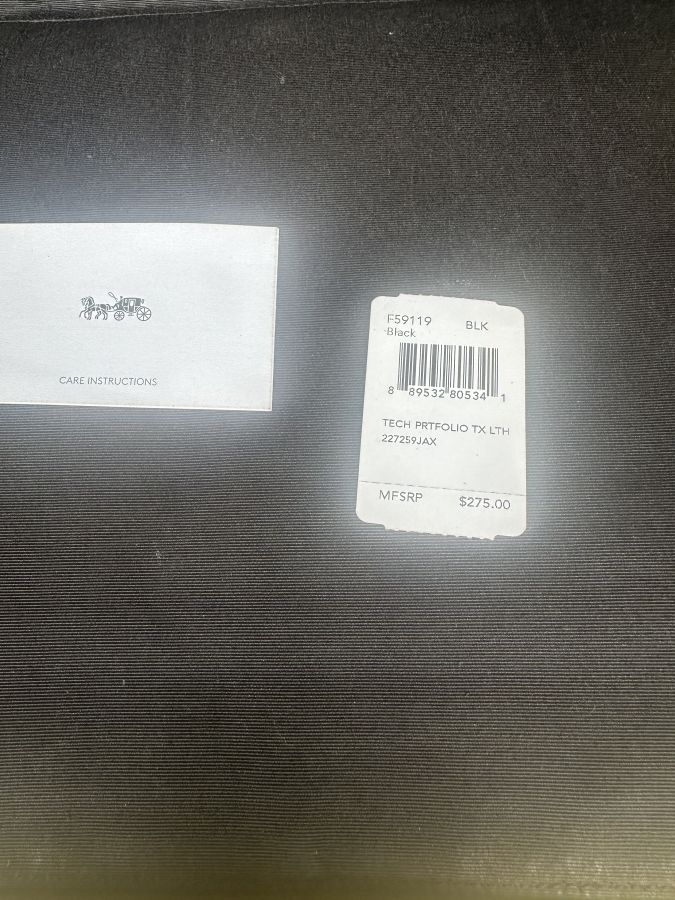 CARE INSTRUCTIONS
F59119 BLK
Black
8 89532 80534 1
TECH PRTFOLIO TX LTH
227259JAX
MFSRP $275.00